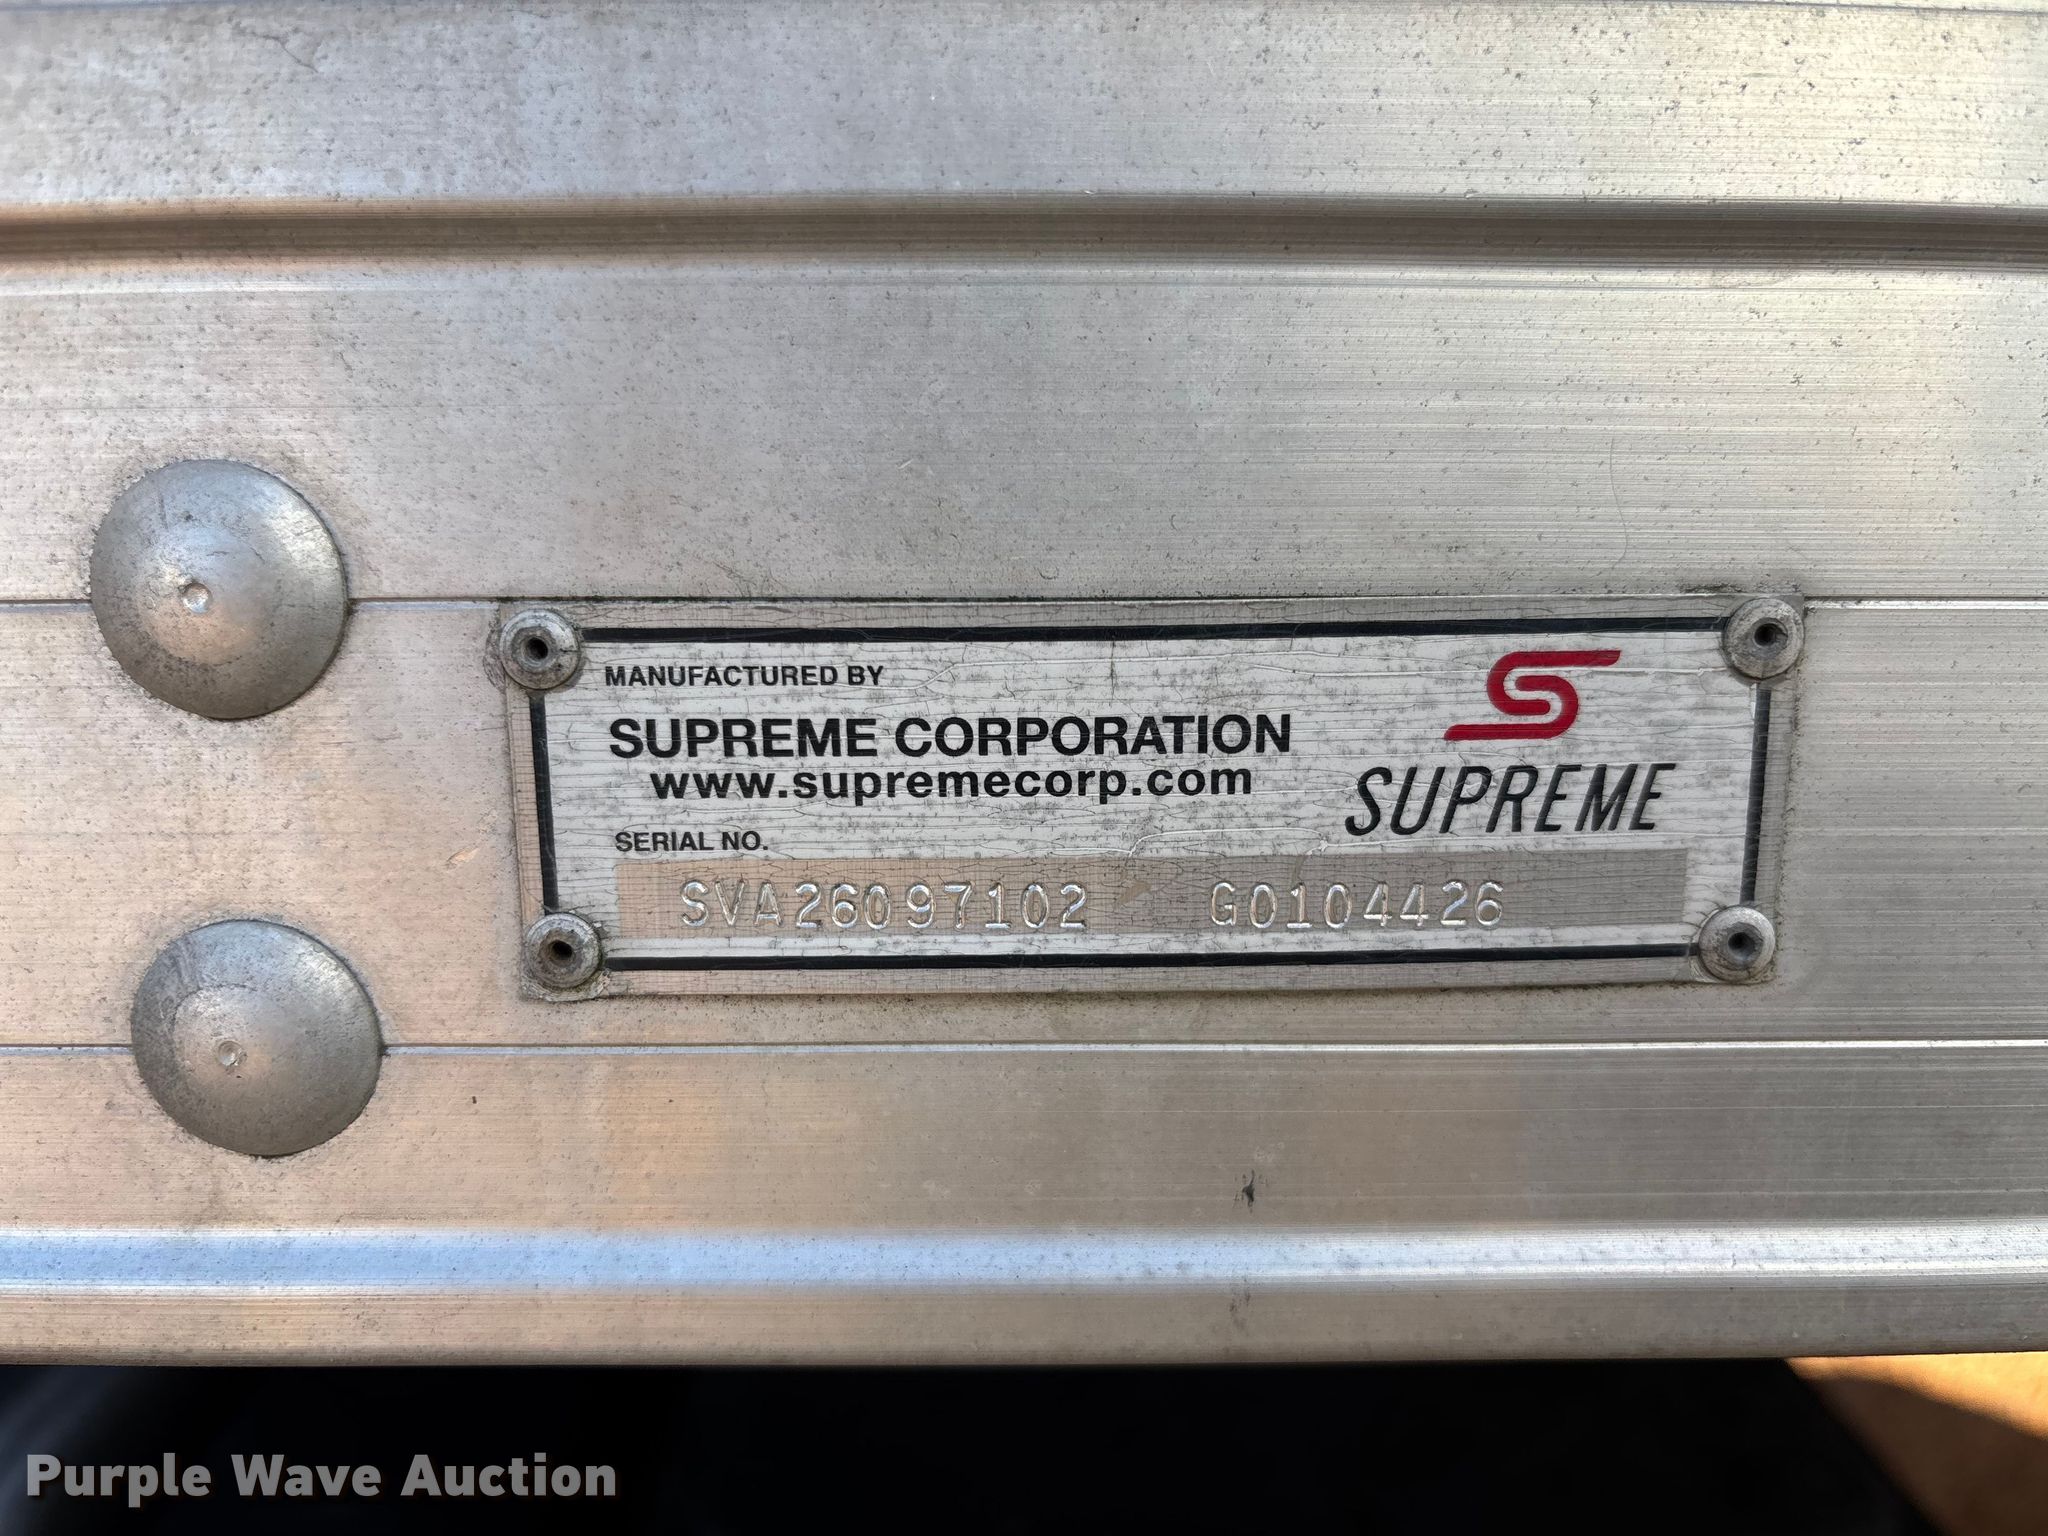 MANUFACTURED BY
SUPREME CORPORATION
www.supremecorp.com
SUPREME
SERIAL NO.
SVA26097102 G0104426
Purple Wave Auction